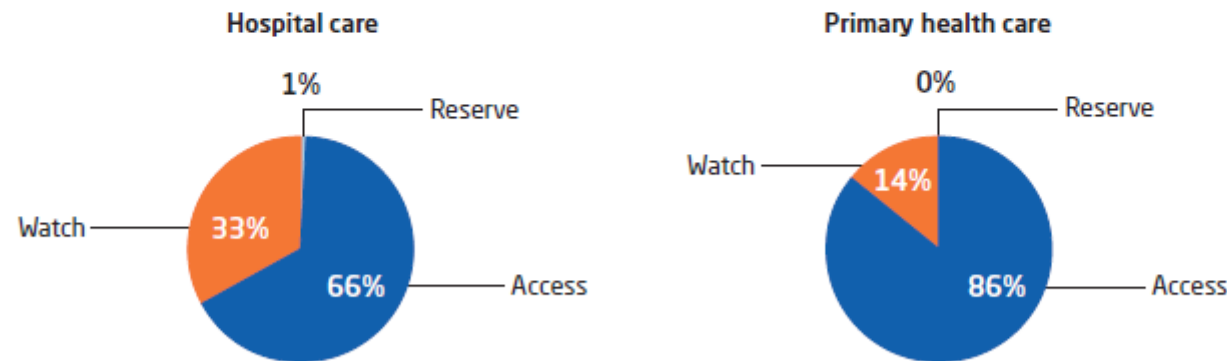 Hospital care
1%
Reserve
Watch
33%
66%
Access
Primary health care
0%
Reserve
Watch
14%
86%
Access